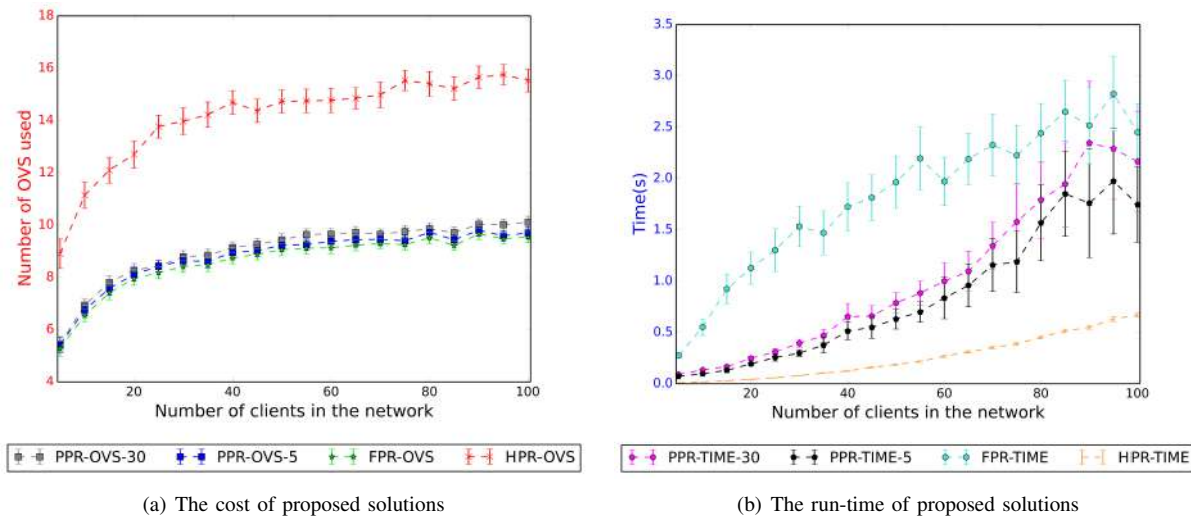 18
16
14
12
10
8
6
4
Number of OVS used
20 40 60 80 100
Number of clients in the network
PPR-OVS-30 PPR-OVS-5 FPR-OVS HPR-OVS
(a) The cost of proposed solutions
3.5
3.0
2.5
2.0
1.5
1.0
0.5
0.0
Time(s)
20 40 60 80 100
Number of clients in the network
PPR-TIME-30 PPR-TIME-5 FPR-TIME HPR-TIME
(b) The run-time of proposed solutions